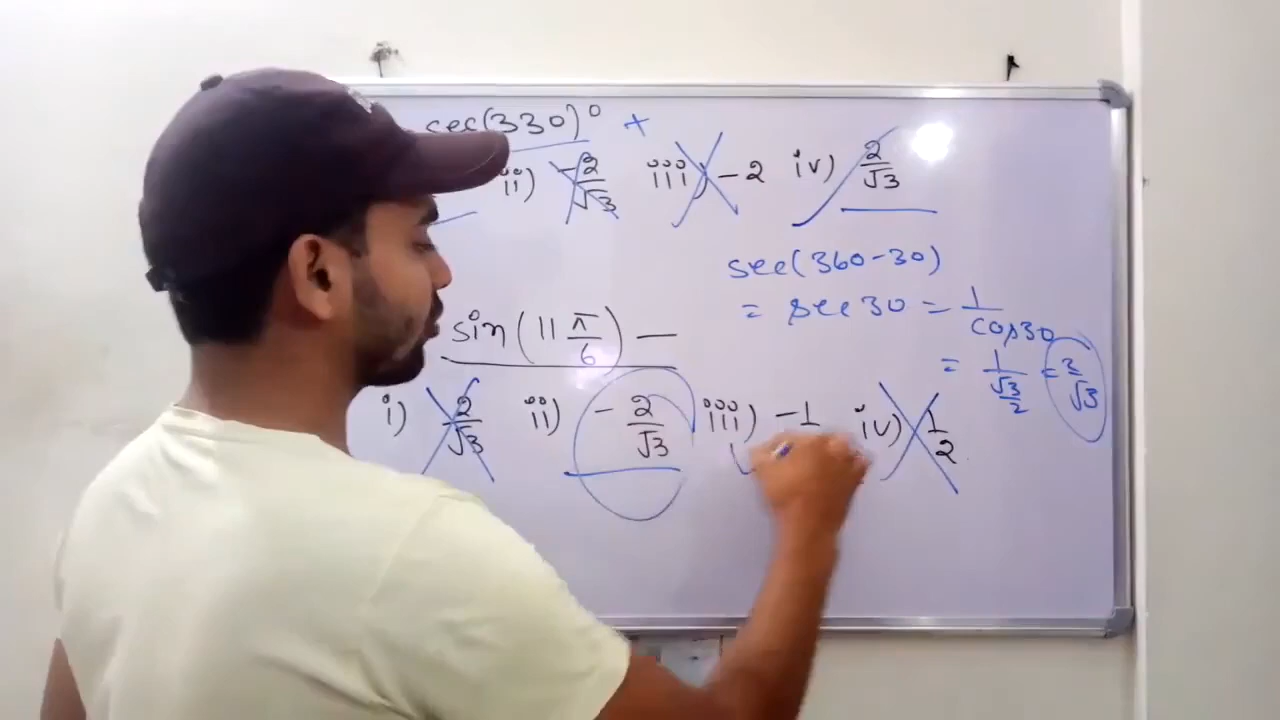 sec(330)° +
ii) -2/√3 iii) -2 iv) 2/√3
sec(360-30)
= sec30 = 1/cos30
= 1/(√3/2) = 2/√3
sin(11 π/6) —
i) 2/√3 ii) -2/√3 iii) -1 iv) 1/2